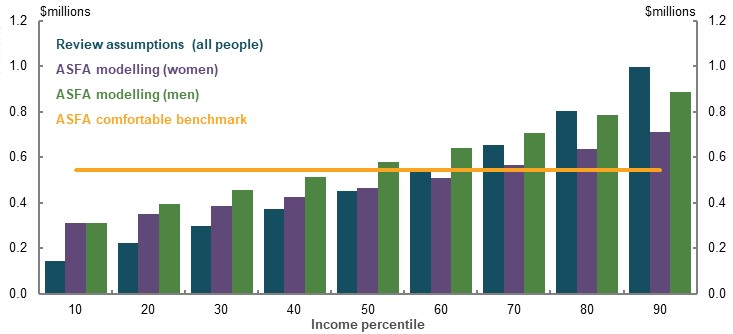 $millions $millions
1.2 1.2
Review assumptions (all people)
1.0 1.0
ASFA modelling (women)
ASFA modelling (men)
0.8 0.8
ASFA comfortable benchmark
0.6 0.6
0.4 0.4
0.2 0.2
0.0 0.0
10 20 30 40 50 60 70 80 90
Income percentile